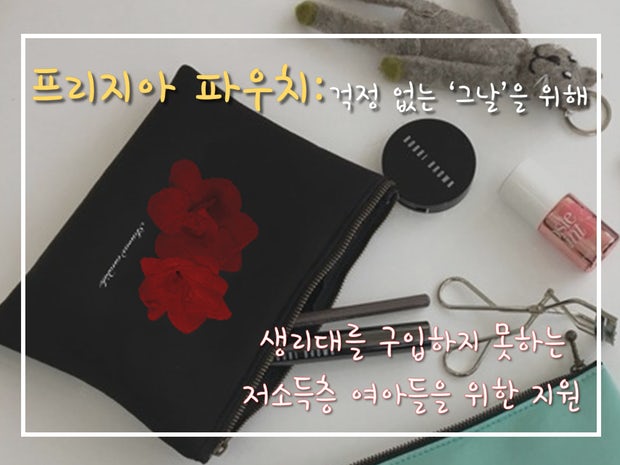 프리지아 파우치: 걱정 없는 '그날'을 위해
BOBBI BROWN
생리대를 구입하지 못하는
저소득층 여아들을 위한 지원